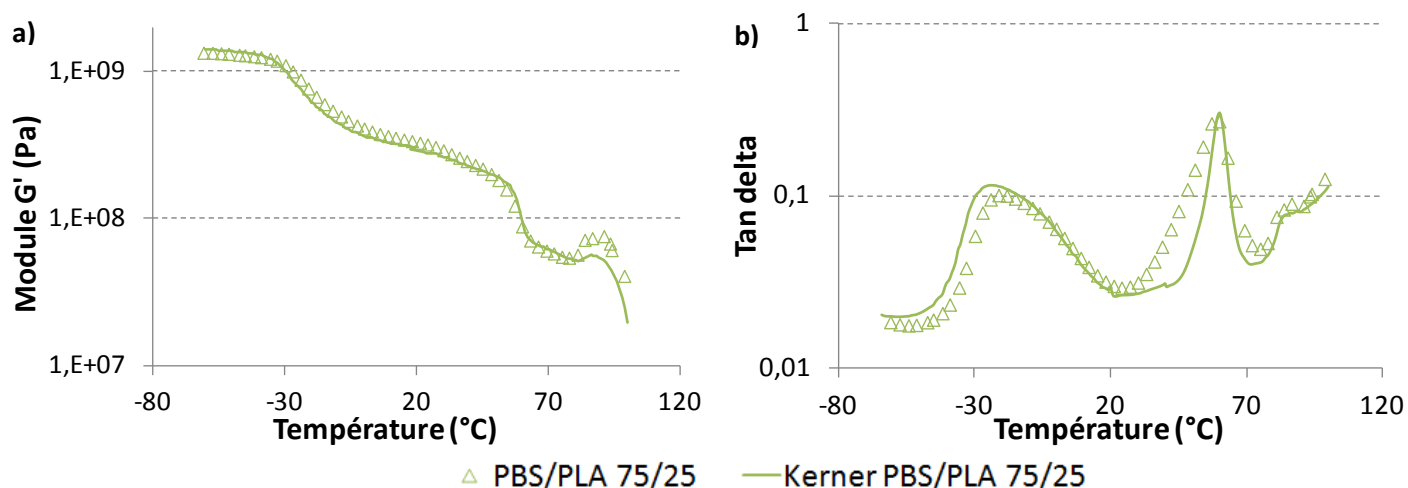 a)
Module G' (Pa)
1,E+09
1,E+08
1,E+07
-80
-30
20
70
120
Température (°C)
b)
Tan delta
1
0,1
0,01
-80
-30
20
70
120
Température (°C)
PBS/PLA 75/25
Kerner PBS/PLA 75/25